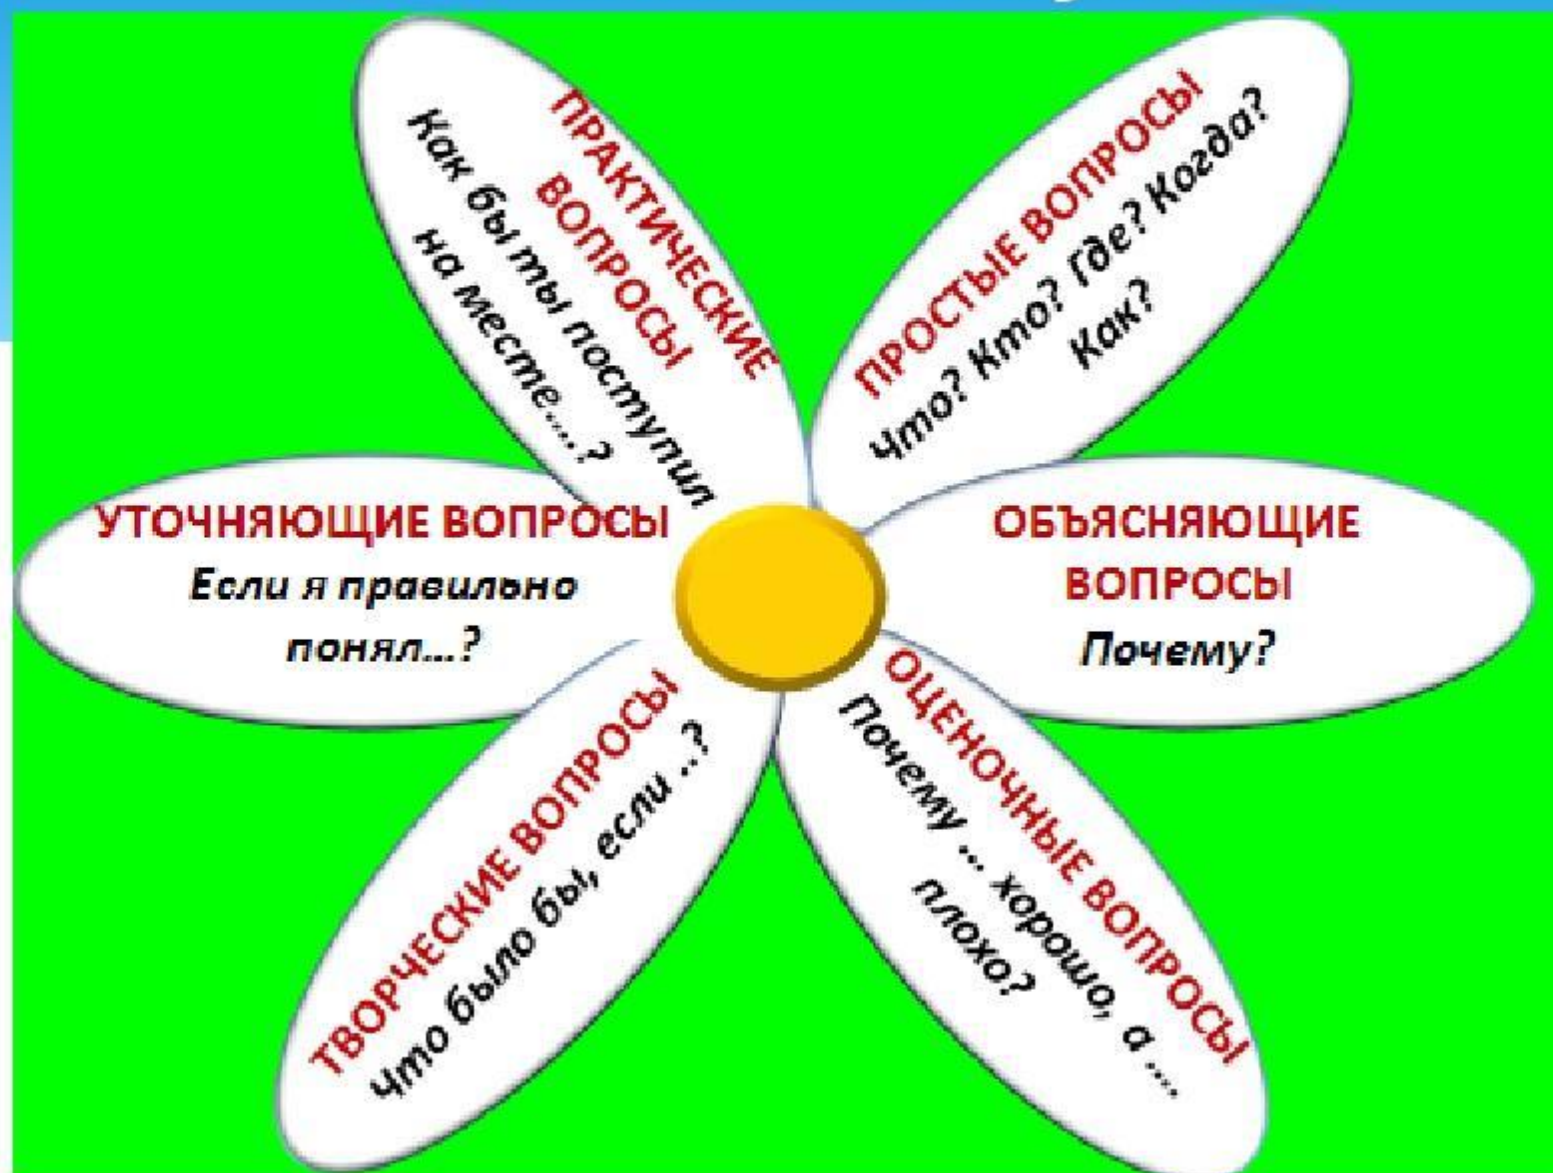 ПРАКТИЧЕСКИЕ
ВОПРОСЫ
Как бы ты поступил
на месте....?
ПРОСТЫЕ ВОПРОСЫ
Что? Кто? Где? Когда?
Как?
УТОЧНЯЮЩИЕ ВОПРОСЫ
Если я правильно
понял...?
ОБЪЯСНЯЮЩИЕ
ВОПРОСЫ
Почему?
ТВОРЧЕСКИЕ ВОПРОСЫ
Что было бы, если ..?
ОЦЕНОЧНЫЕ ВОПРОСЫ
Почему ... хорошо, а ....
плохо?